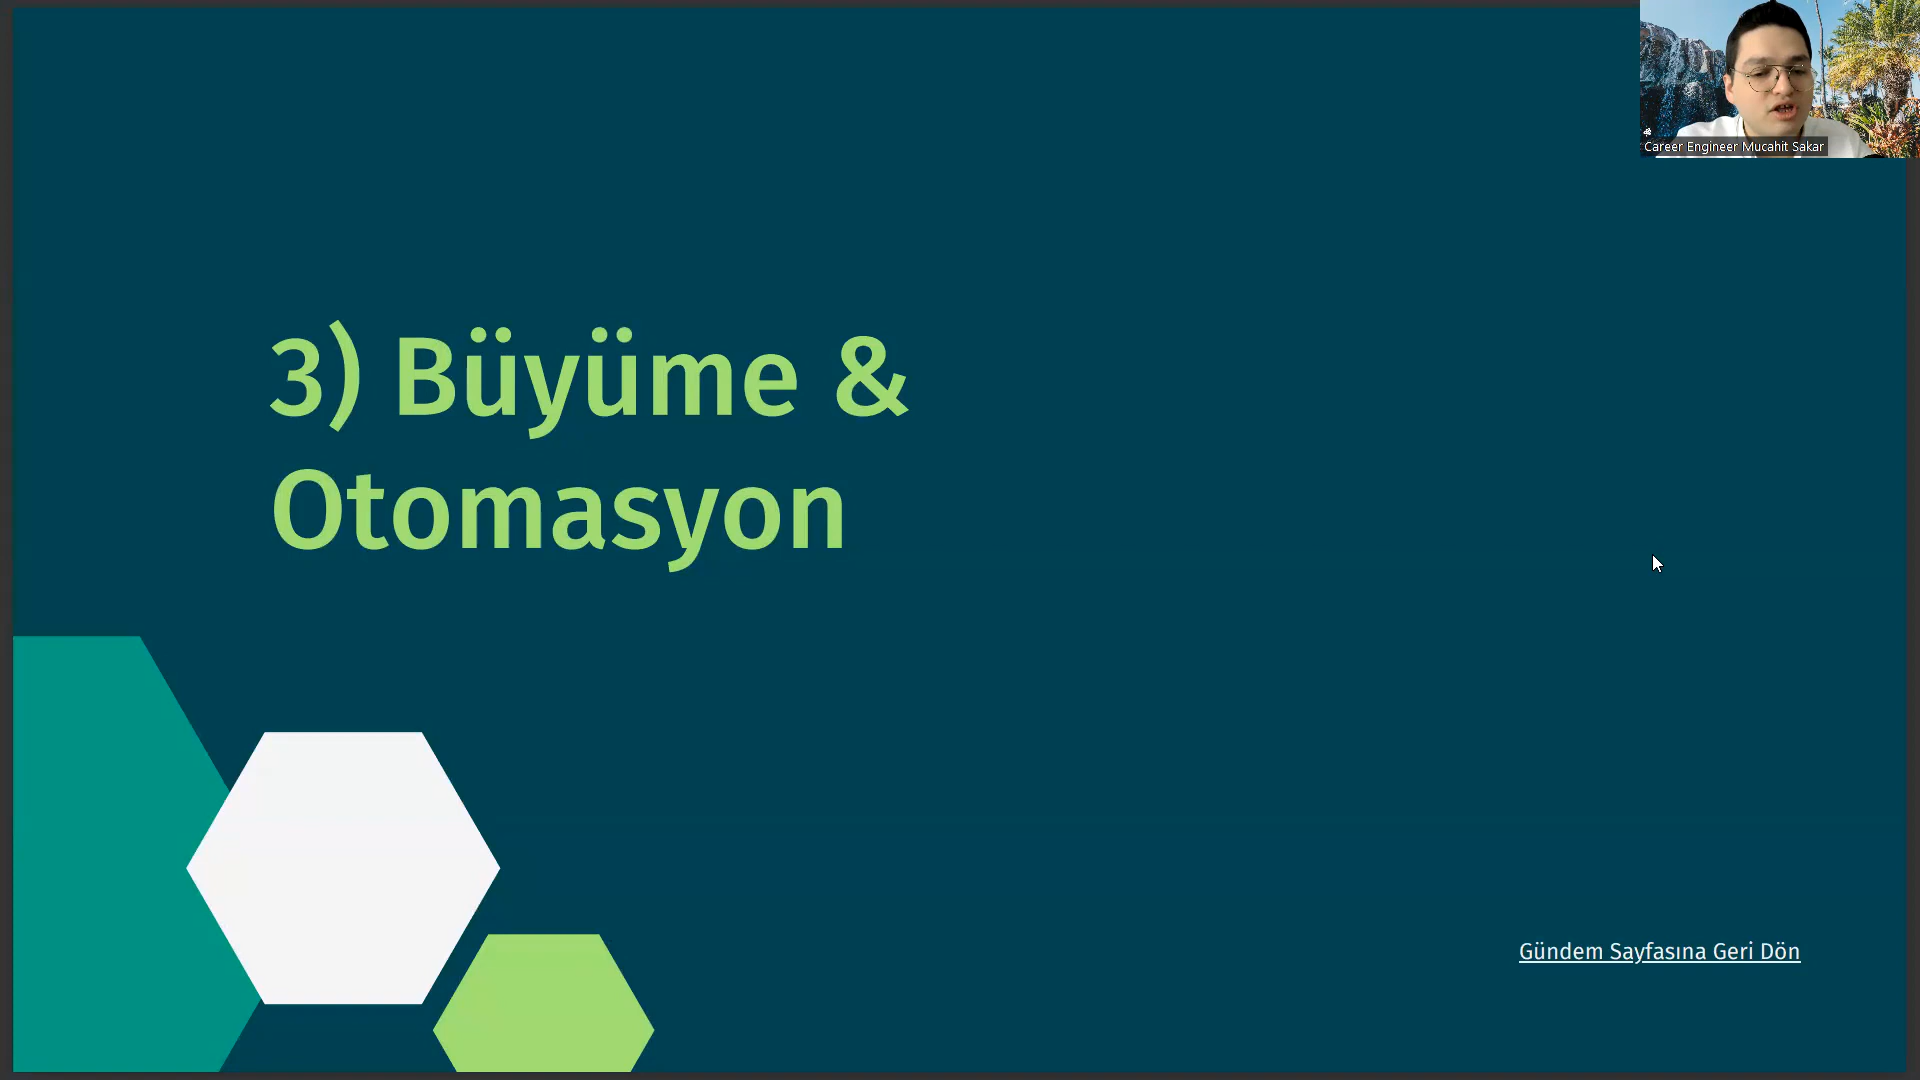 Career Engineer Mucahit Sakar
3) Büyüme &
Otomasyon
Gündem Sayfasına Geri Dön